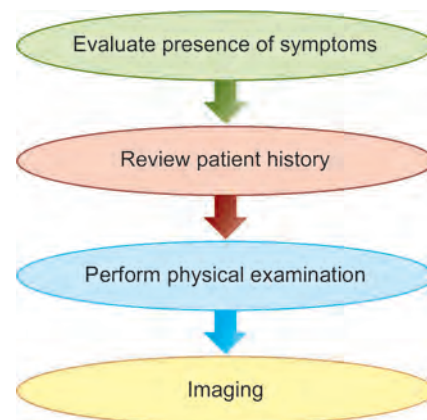 Evaluate presence of symptoms
Review patient history
Perform physical examination
Imaging